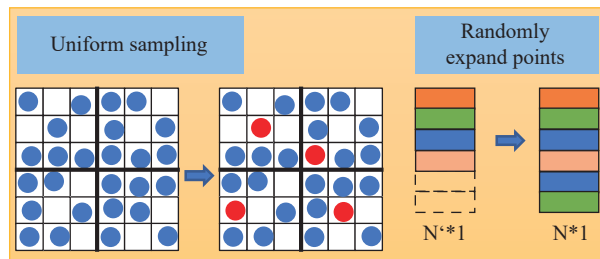 Uniform sampling
Randomly
expand points
N‘*1
N*1